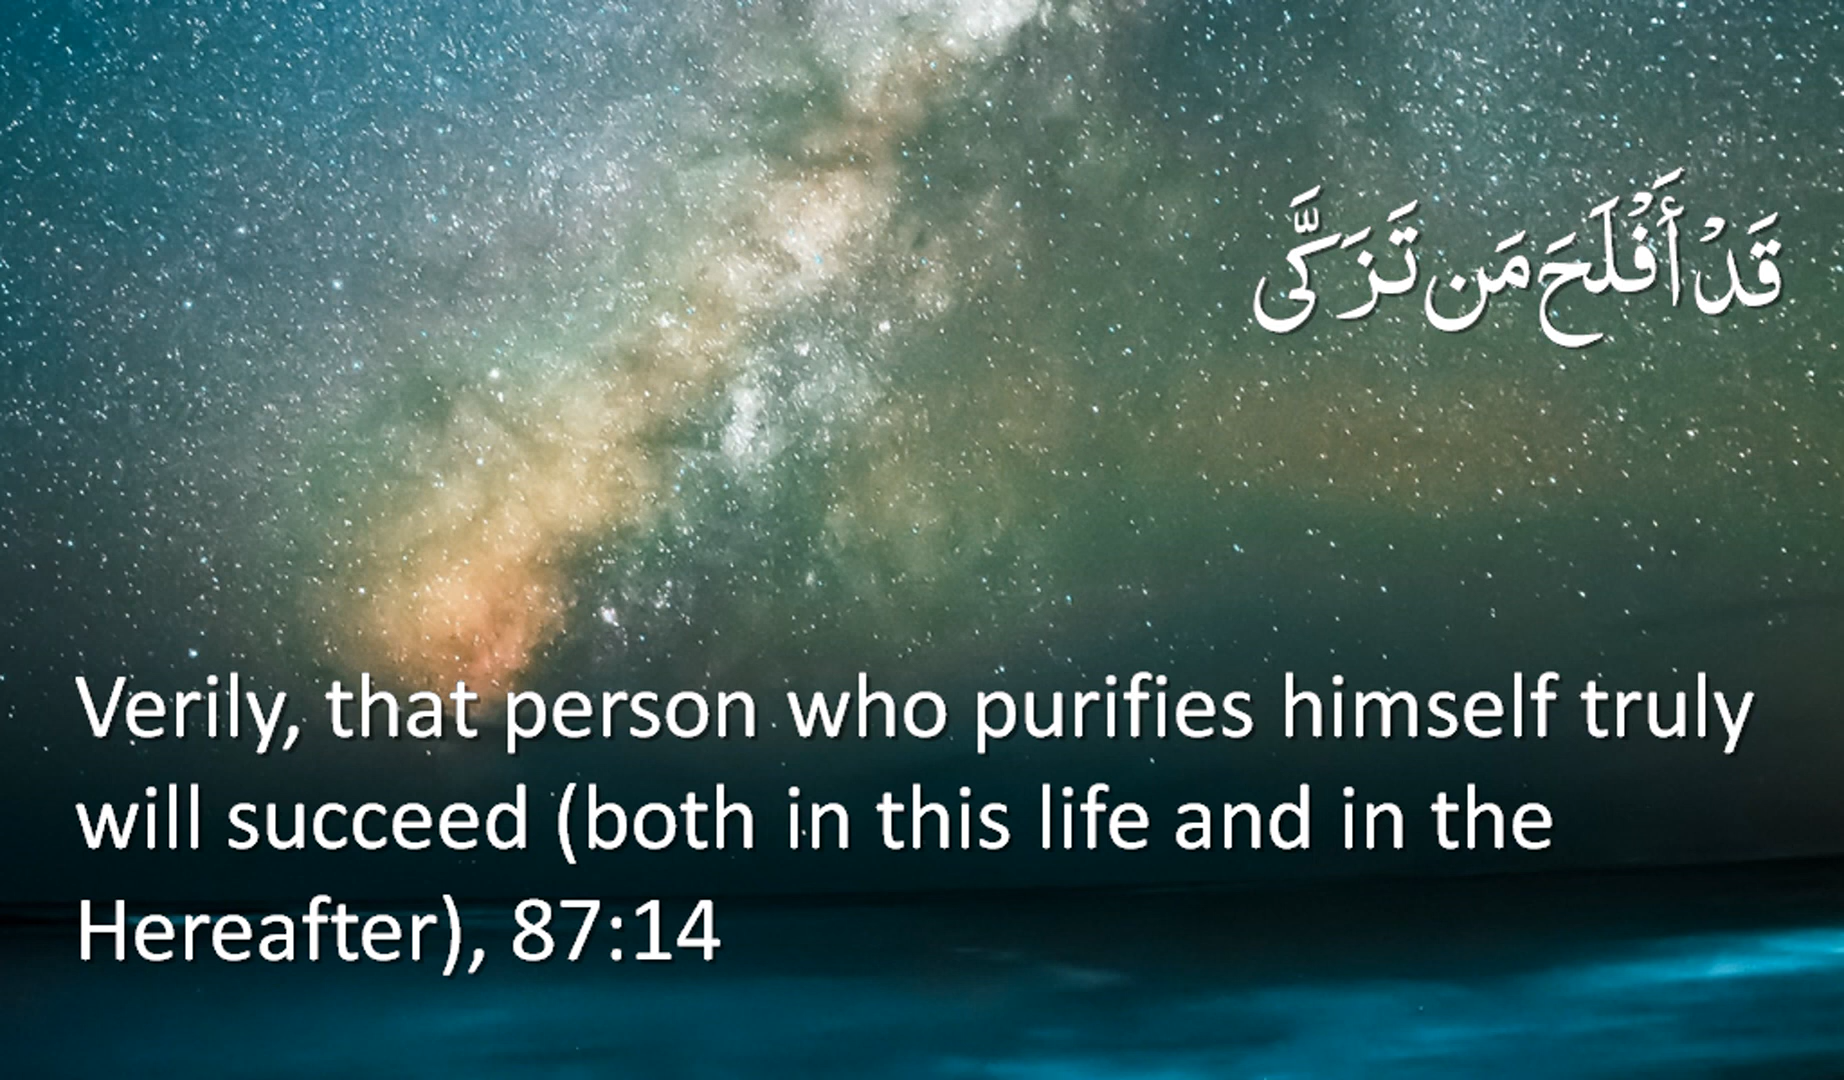 قَدْ أَفْلَحَ مَن تَزَكَّى
Verily, that person who purifies himself truly
will succeed (both in this life and in the
Hereafter), 87:14